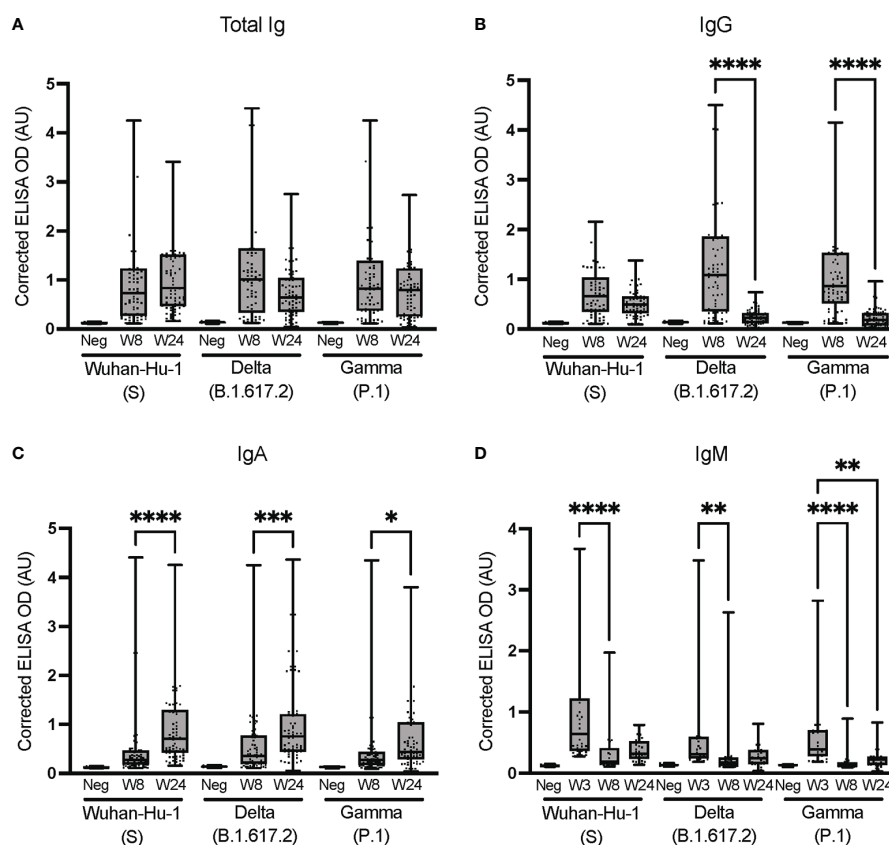 A
Total Ig
Corrected ELISA OD (AU)
5
4
3
2
1
0
Neg W8 W24 Neg W8 W24 Neg W8 W24
Wuhan-Hu-1 Delta Gamma
(S) (B.1.617.2) (P.1)
B
IgG
**** ****
Corrected ELISA OD (AU)
5
4
3
2
1
0
Neg W8 W24 Neg W8 W24 Neg W8 W24
Wuhan-Hu-1 Delta Gamma
(S) (B.1.617.2) (P.1)
C
IgA
**** *** *
Corrected ELISA OD (AU)
5
4
3
2
1
0
Neg W8 W24 Neg W8 W24 Neg W8 W24
Wuhan-Hu-1 Delta Gamma
(S) (B.1.617.2) (P.1)
D
IgM
**
**** ** ****
Corrected ELISA OD (AU)
4
3
2
1
0
Neg W3 W8 W24 Neg W3 W8 W24 Neg W3 W8 W24
Wuhan-Hu-1 Delta Gamma
(S) (B.1.617.2) (P.1)